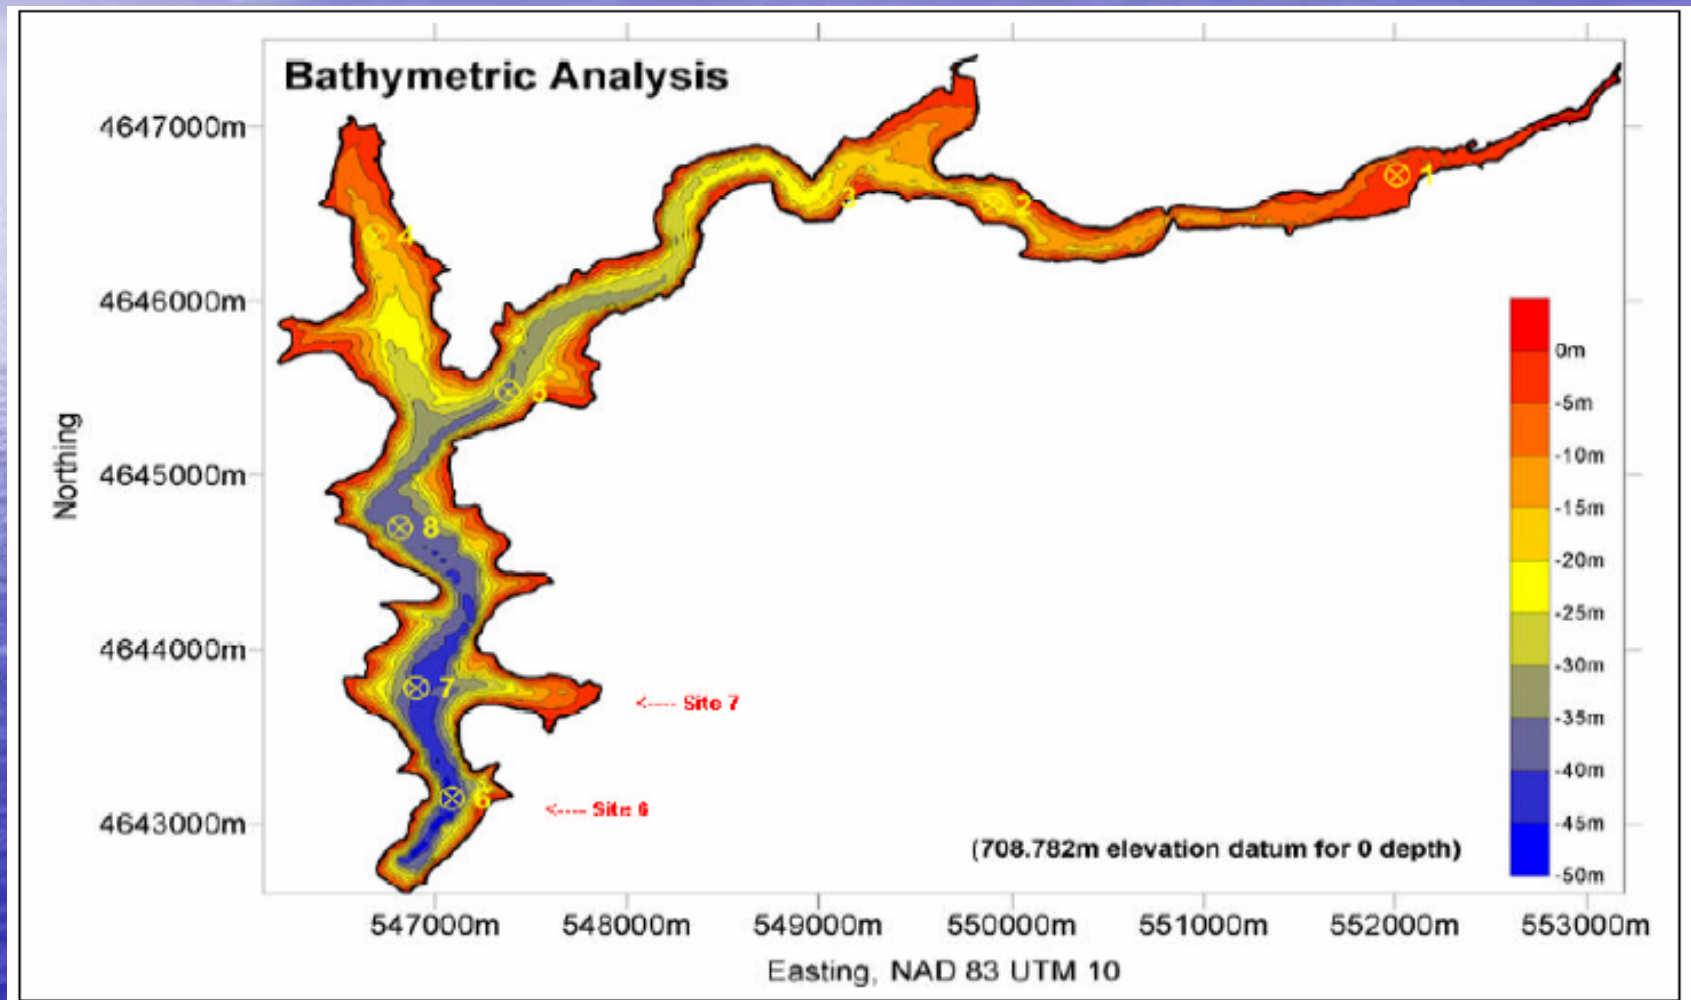 Bathymetric Analysis
4647000m
4646000m
4645000m
4644000m
4643000m
Northing
1
2
3
4
5
8
7
6
<---- Site 7
<---- Site 6
0m
-5m
-10m
-15m
-20m
-25m
-30m
-35m
-40m
-45m
-50m
(708.782m elevation datum for 0 depth)
547000m 548000m 549000m 550000m 551000m 552000m 553000m
Easting, NAD 83 UTM 10